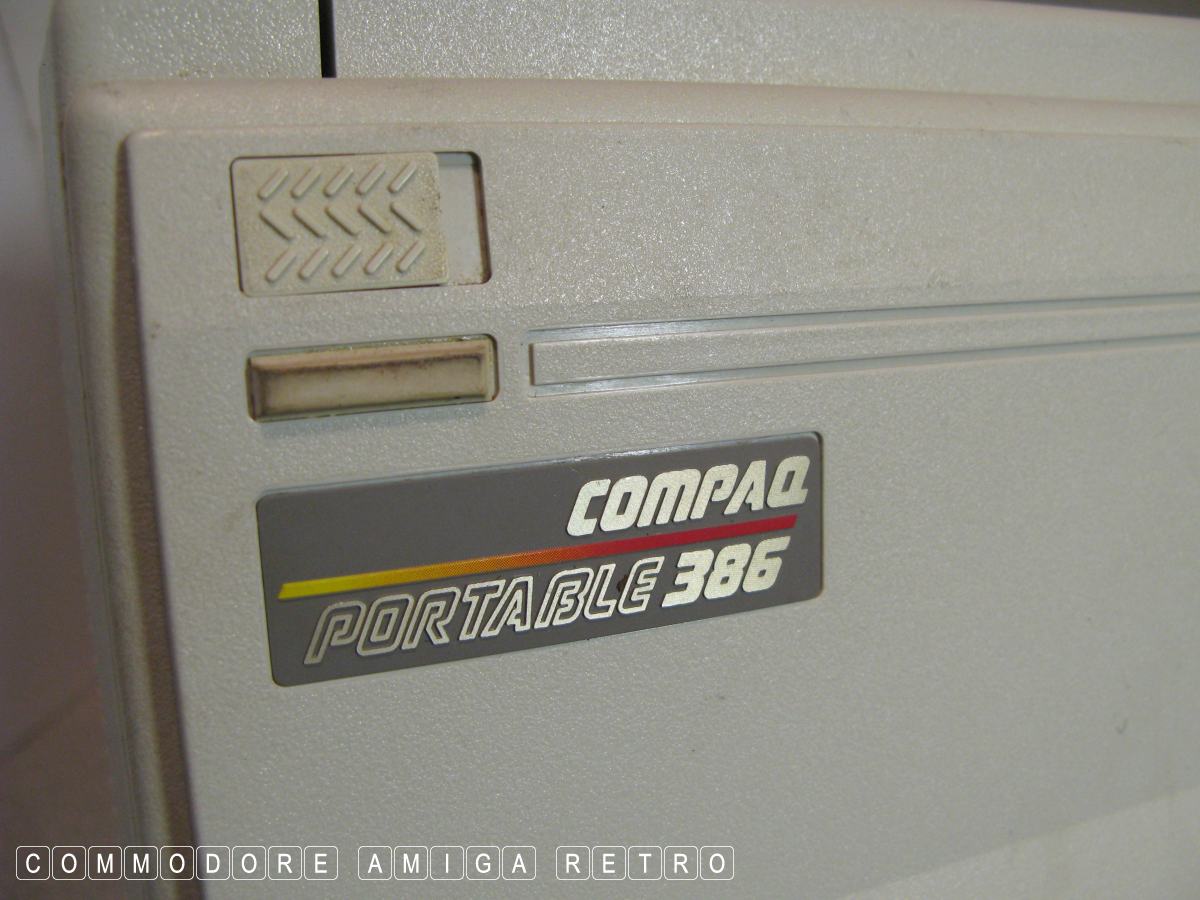 COMPAQ
PORTABLE 386
COMMODORE AMIGA RETRO